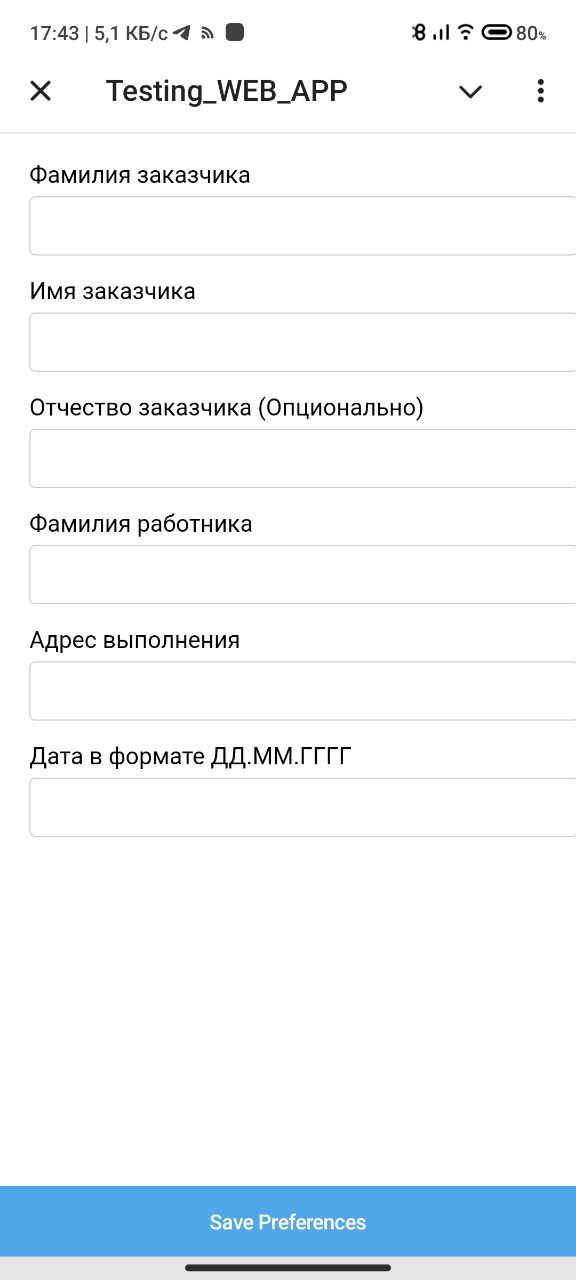 17:43 | 5,1 КБ/с 80%
Testing_WEB_APP
Фамилия заказчика
Имя заказчика
Отчество заказчика (Опционально)
Фамилия работника
Адрес выполнения
Дата в формате ДД.ММ.ГГГГ
Save Preferences